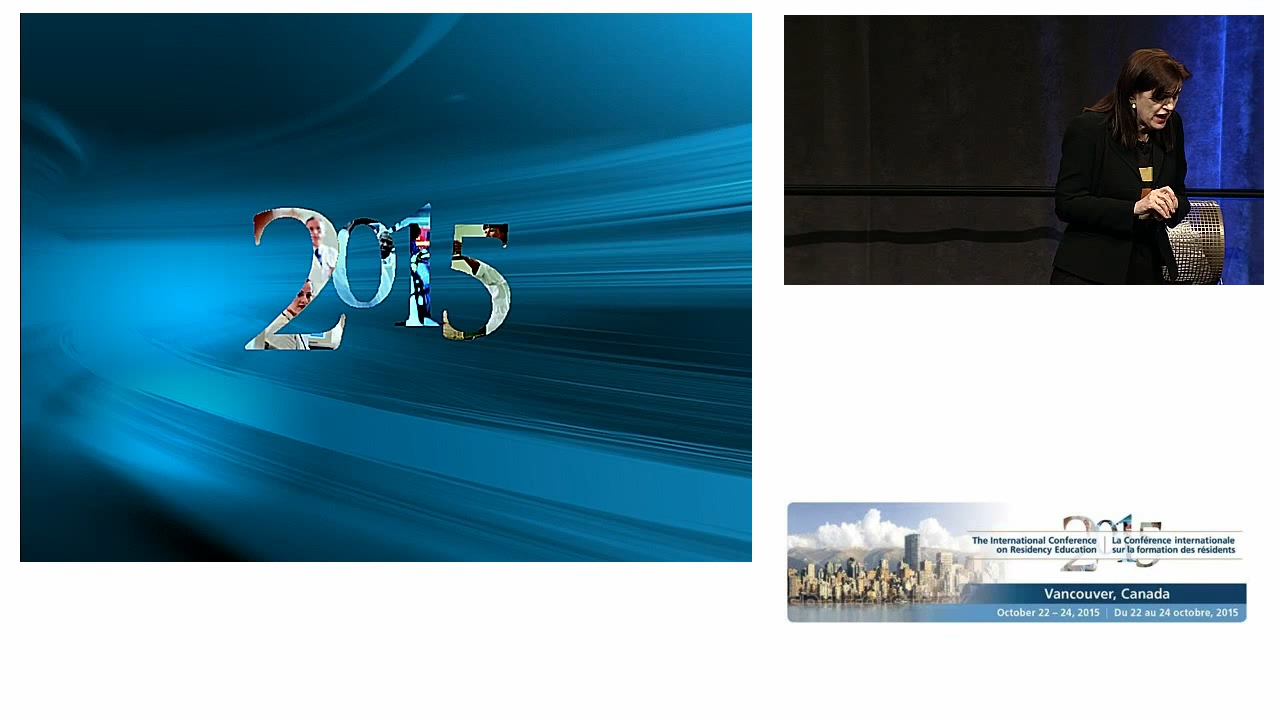 2015
2015
The International Conference
on Residency Education
La Conférence internationale
sur la formation des résidents
Vancouver, Canada
October 22 – 24, 2015 | Du 22 au 24 octobre, 2015